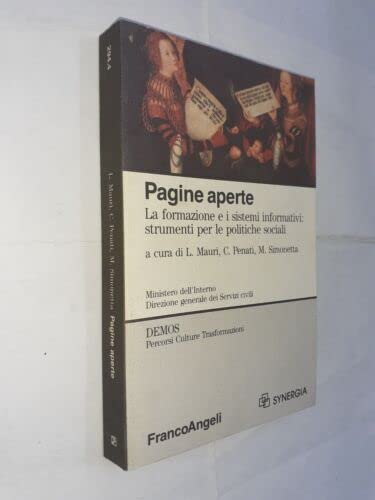 Pagine aperte
La formazione e i sistemi informativi:
strumenti per le politiche sociali
a cura di L. Mauri, C. Penati, M. Simonetta
Ministero dell'Interno
Direzione generale dei Servizi civili
DEMOS
Percorsi Culture Trasformazioni
FrancoAngeli
SYNERGIA
294.4
L. Mauri, C. Penati, M. Simonetta Pagine aperte